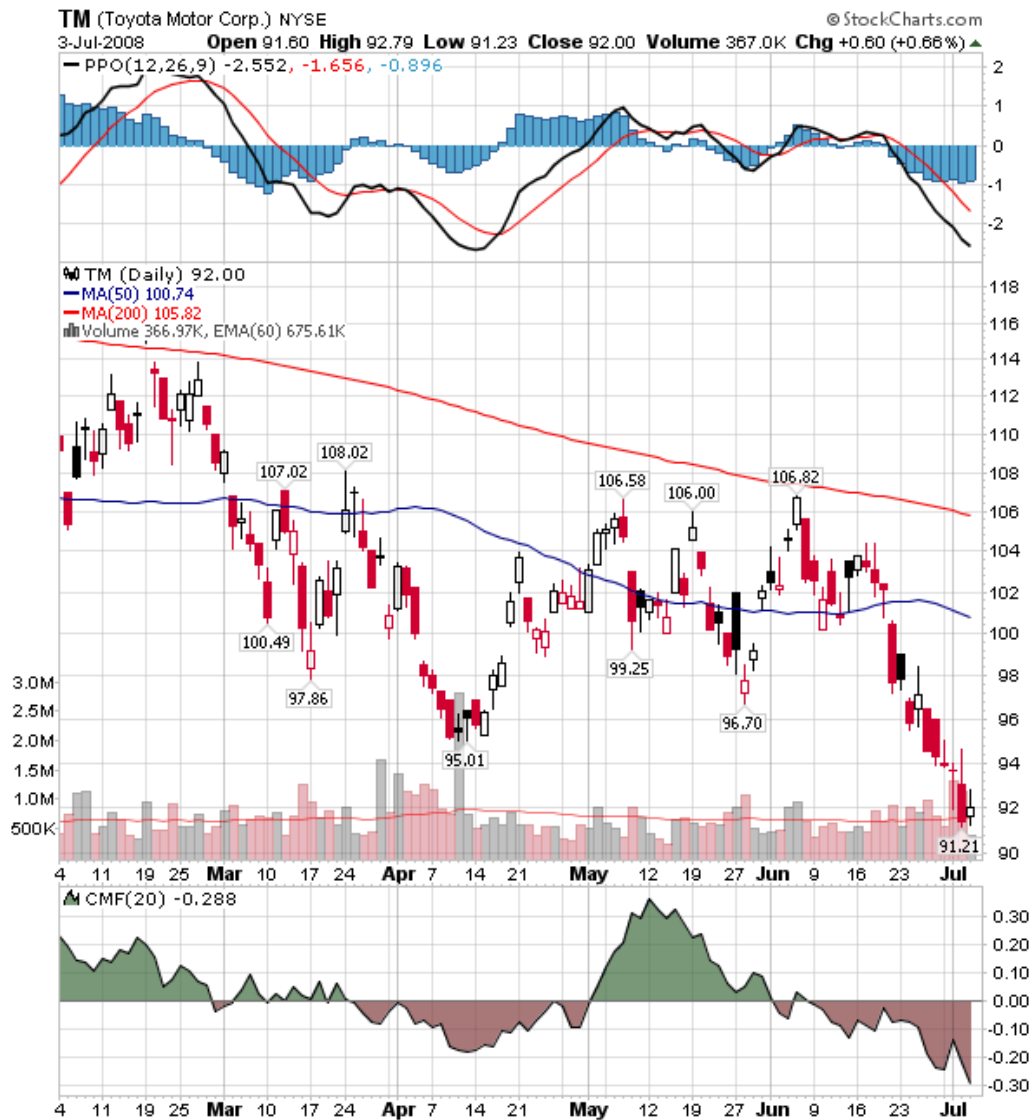 TM (Toyota Motor Corp.) NYSE © StockCharts.com
3-Jul-2008 Open 91.60 High 92.79 Low 91.23 Close 92.00 Volume 367.0K Chg +0.60 (+0.66%)
PPO(12,26,9) -2.552, -1.656, -0.896
2
1
0
-1
-2
TM (Daily) 92.00
MA(50) 100.74
MA(200) 105.82
Volume 366.97K, EMA(60) 675.61K
118
116
114
112
110
108
106
104
102
100
98
96
94
92
90
107.02
108.02
106.58
106.00
106.82
100.49
97.86
95.01
99.25
96.70
91.21
3.0M
2.5M
2.0M
1.5M
1.0M
500K
4 11 19 25 Mar 10 17 24 Apr 7 14 21 May 12 19 27 Jun 9 16 23 Jul
CMF(20) -0.288
0.30
0.20
0.10
0.00
-0.10
-0.20
-0.30
4 11 19 25 Mar 10 17 24 Apr 7 14 21 May 12 19 27 Jun 9 16 23 Jul